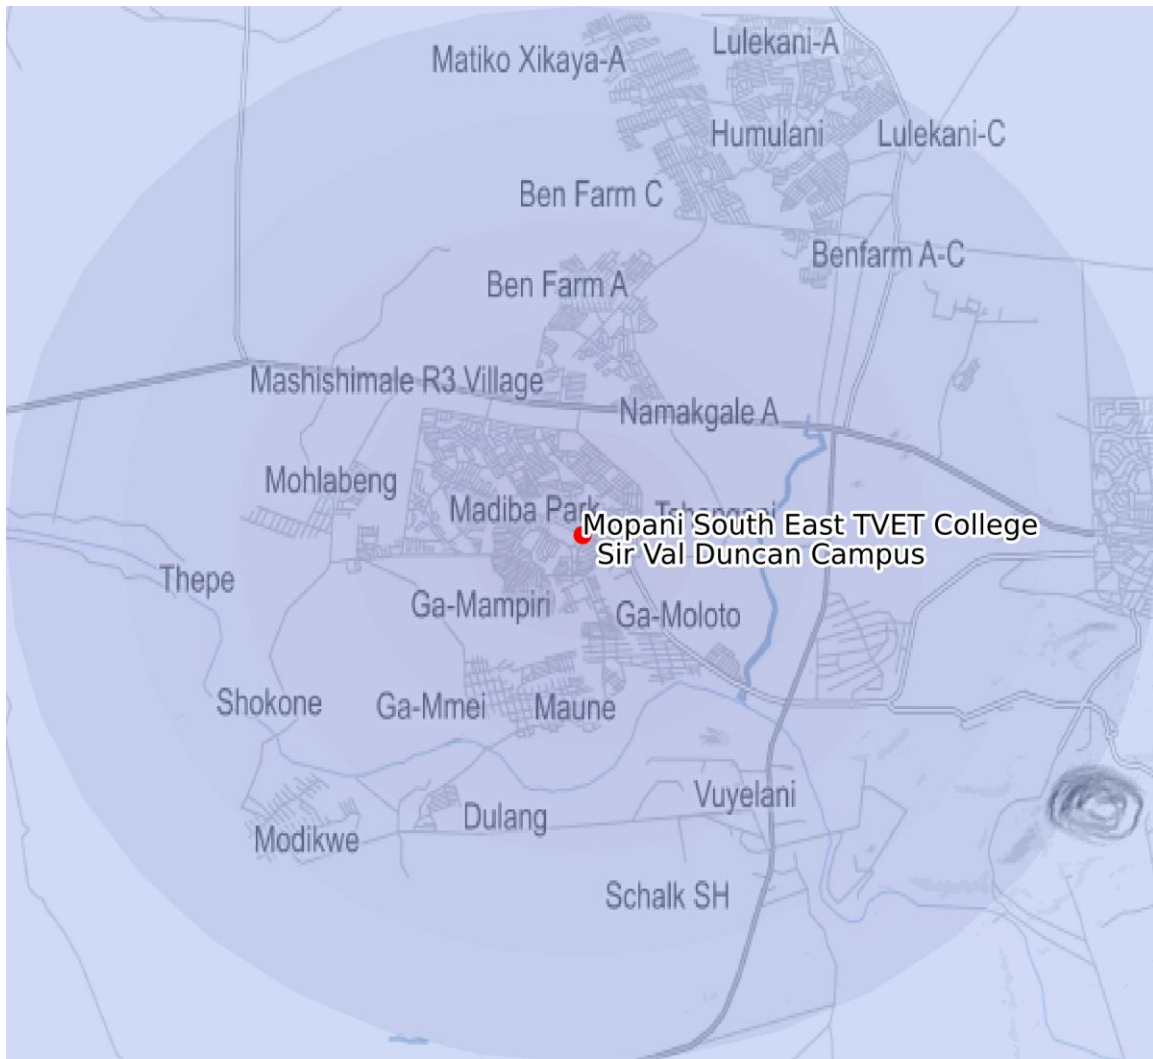 Matiko Xikaya-A
Lulekani-A
Humulani
Lulekani-C
Ben Farm C
Benfarm A-C
Ben Farm A
Mashishimale R3 Village
Namakgale A
Mohlabeng
Madiba Park
Mopani South East TVET College
Sir Val Duncan Campus
Thepe
Ga-Mampiri
Ga-Moloto
Shokone
Ga-Mmei
Maune
Vuyelani
Dulang
Modikwe
Schalk SH